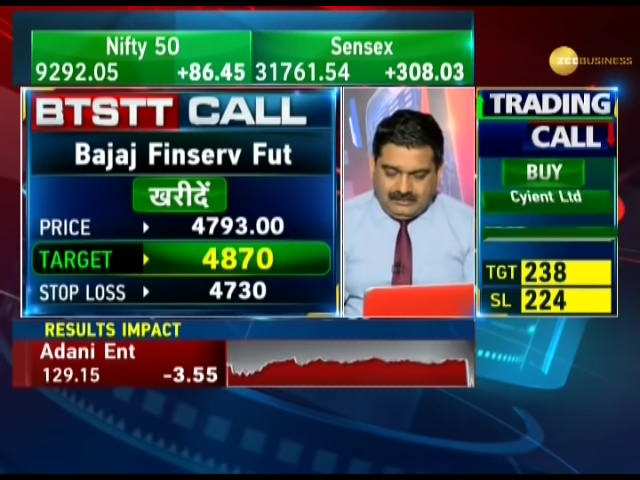 Nifty 50
9292.05 +86.45
Sensex
31761.54 +308.03
ZEE BUSINESS
BTSTT CALL
Bajaj Finserv Fut
खरीदें
PRICE 4793.00
TARGET 4870
STOP LOSS 4730
TRADING
CALL
BUY
Cyient Ltd
TGT 238
SL 224
RESULTS IMPACT
Adani Ent
129.15 -3.55